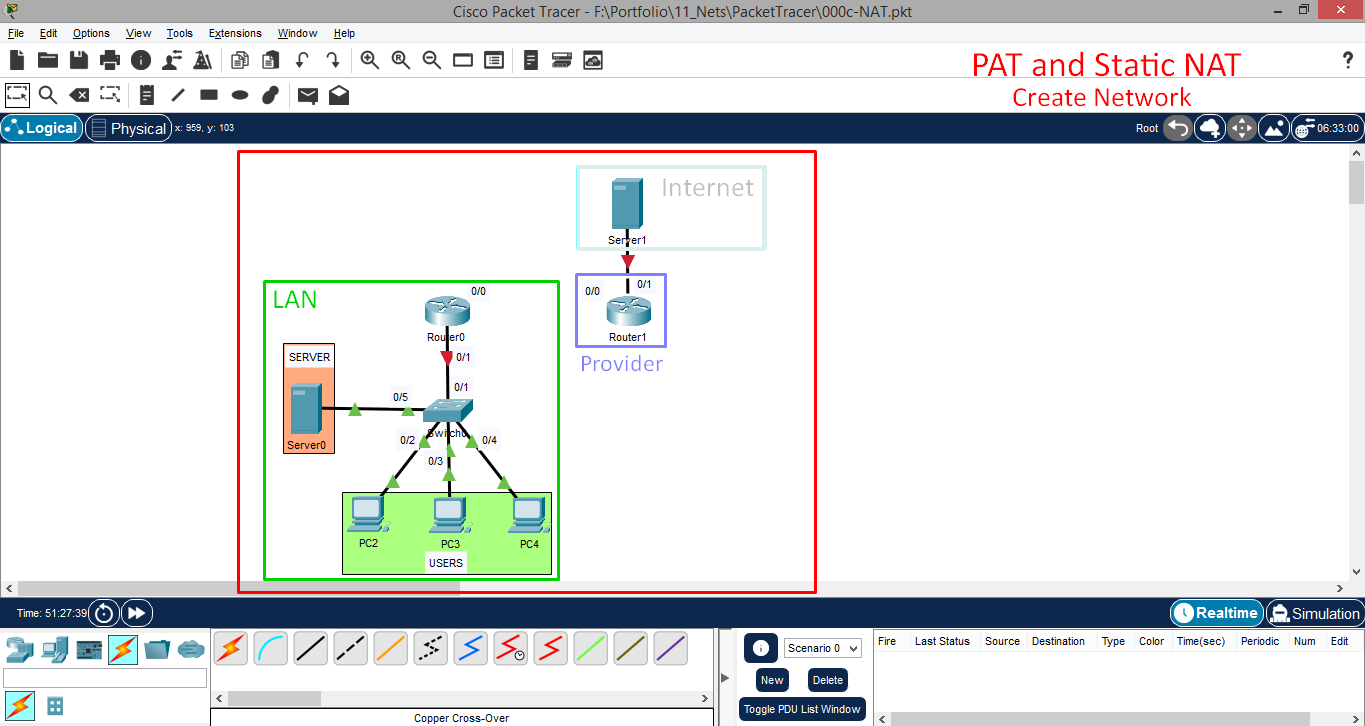 Cisco Packet Tracer - F:\Portfolio\11_Nets\PacketTracer\000c-NAT.pkt
File Edit Options View Tools Extensions Window Help
PAT and Static NAT
Create Network
?
Logical Physical x: 959, y: 103 Root 06:33:00
Internet
Server1
LAN
0/0
0/0 0/1
Router0
Router1
SERVER
0/1
Provider
0/1
0/5
Switch0
0/2 0/4
Server0
0/3
PC2 PC3 PC4
USERS
Time: 51:27:39 Realtime Simulation
Scenario 0
Fire Last Status Source Destination Type Color Time(sec) Periodic Num Edit
New Delete
Toggle PDU List Window
Copper Cross-Over